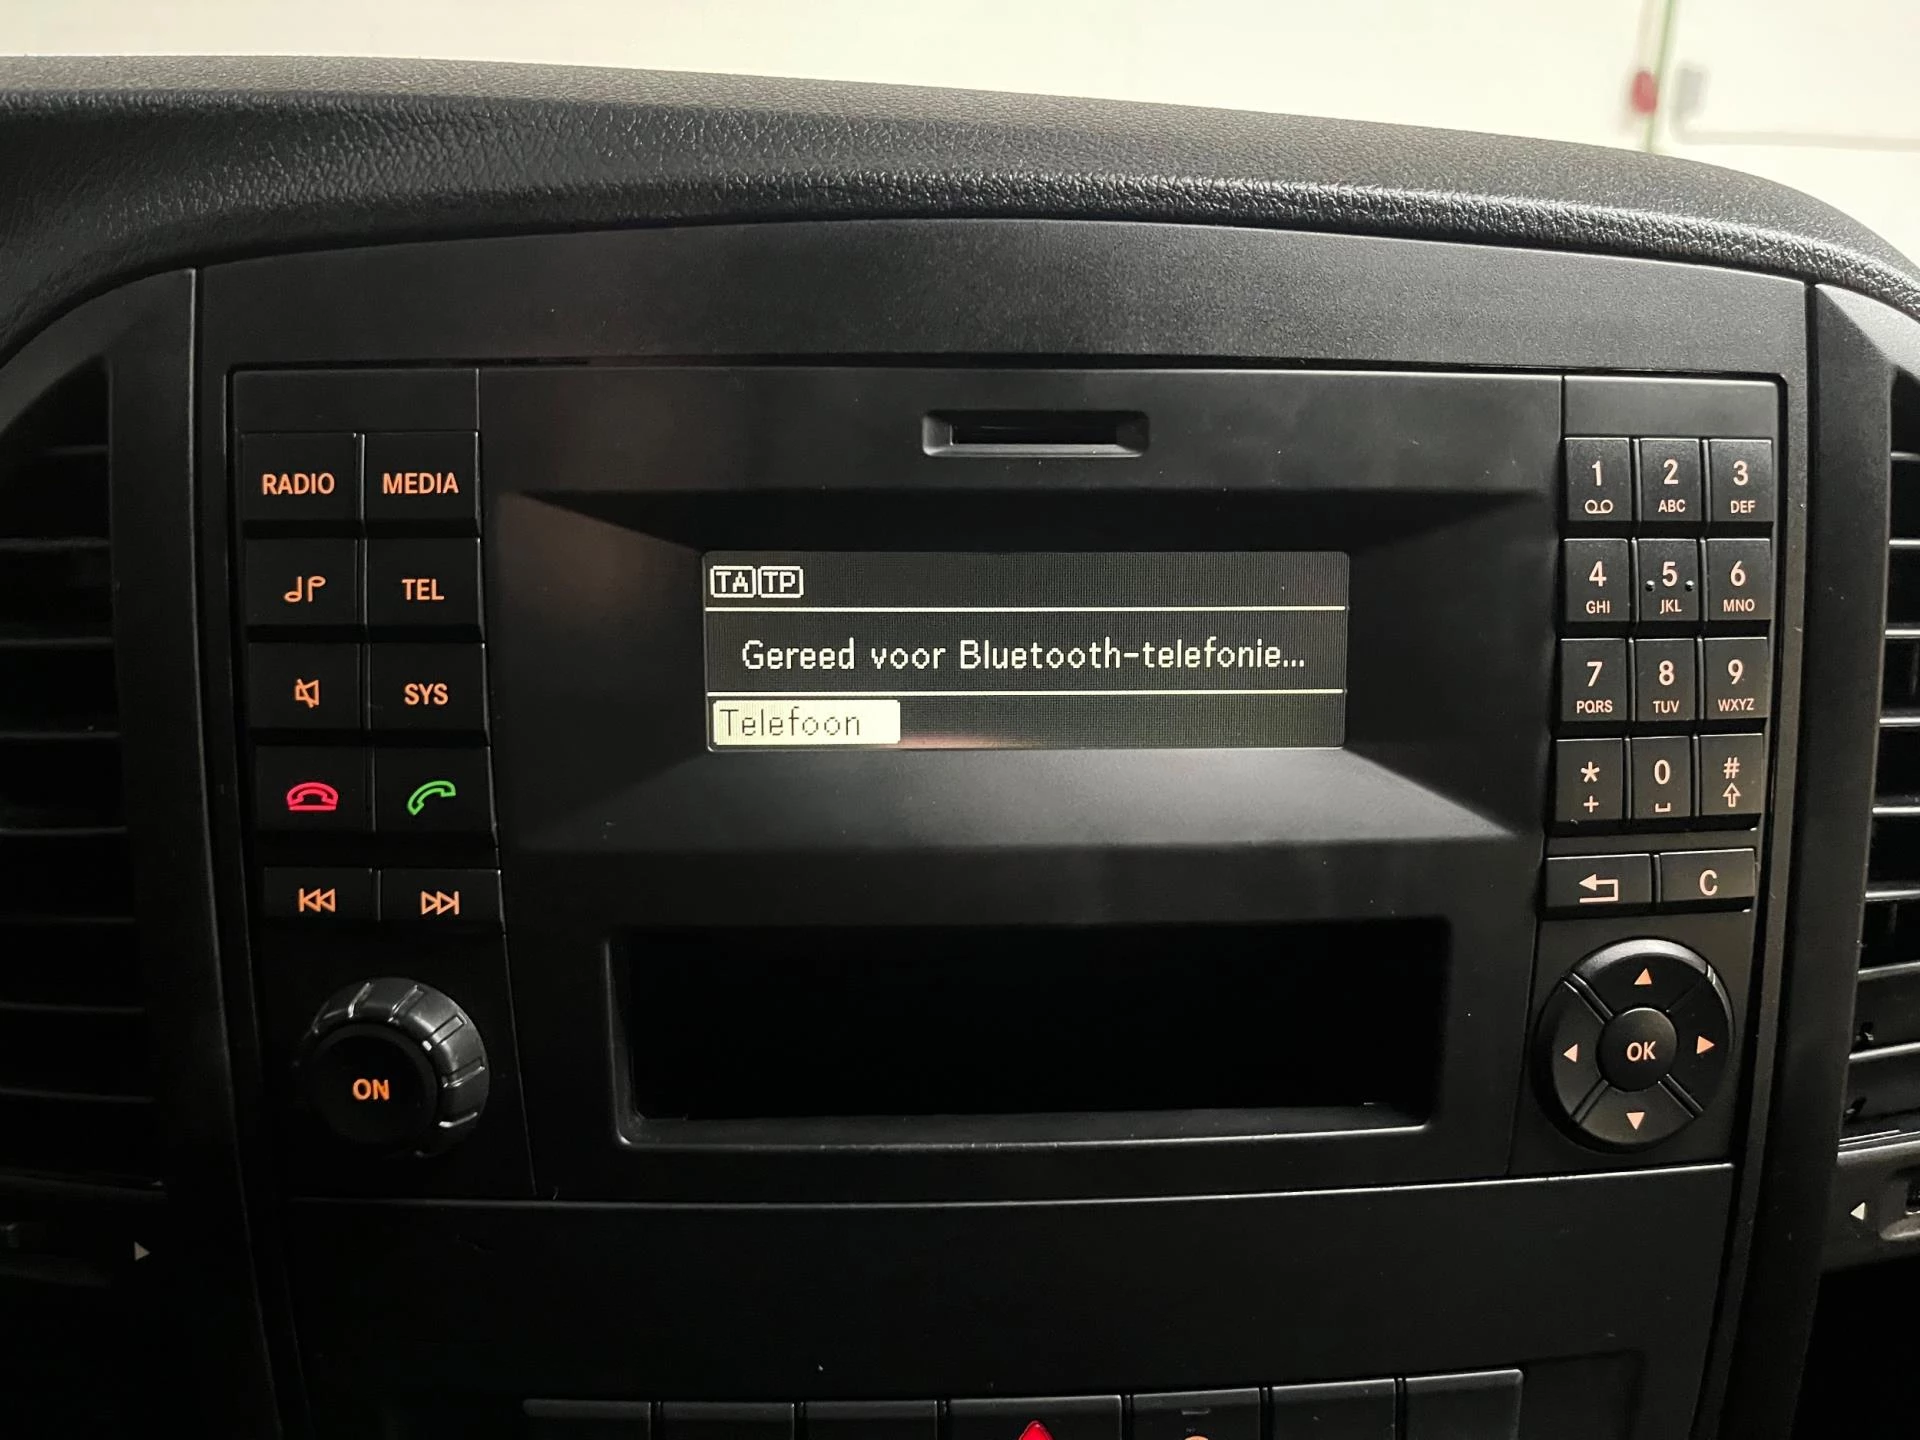 RADIO MEDIA
TEL
SYS
ON
TA TP
Gereed voor Bluetooth-telefonie...
Telefoon
1 2 3
ABC DEF
4 5 6
GHI JKL MNO
7 8 9
PQRS TUV WXYZ
* 0 #
+
C
OK